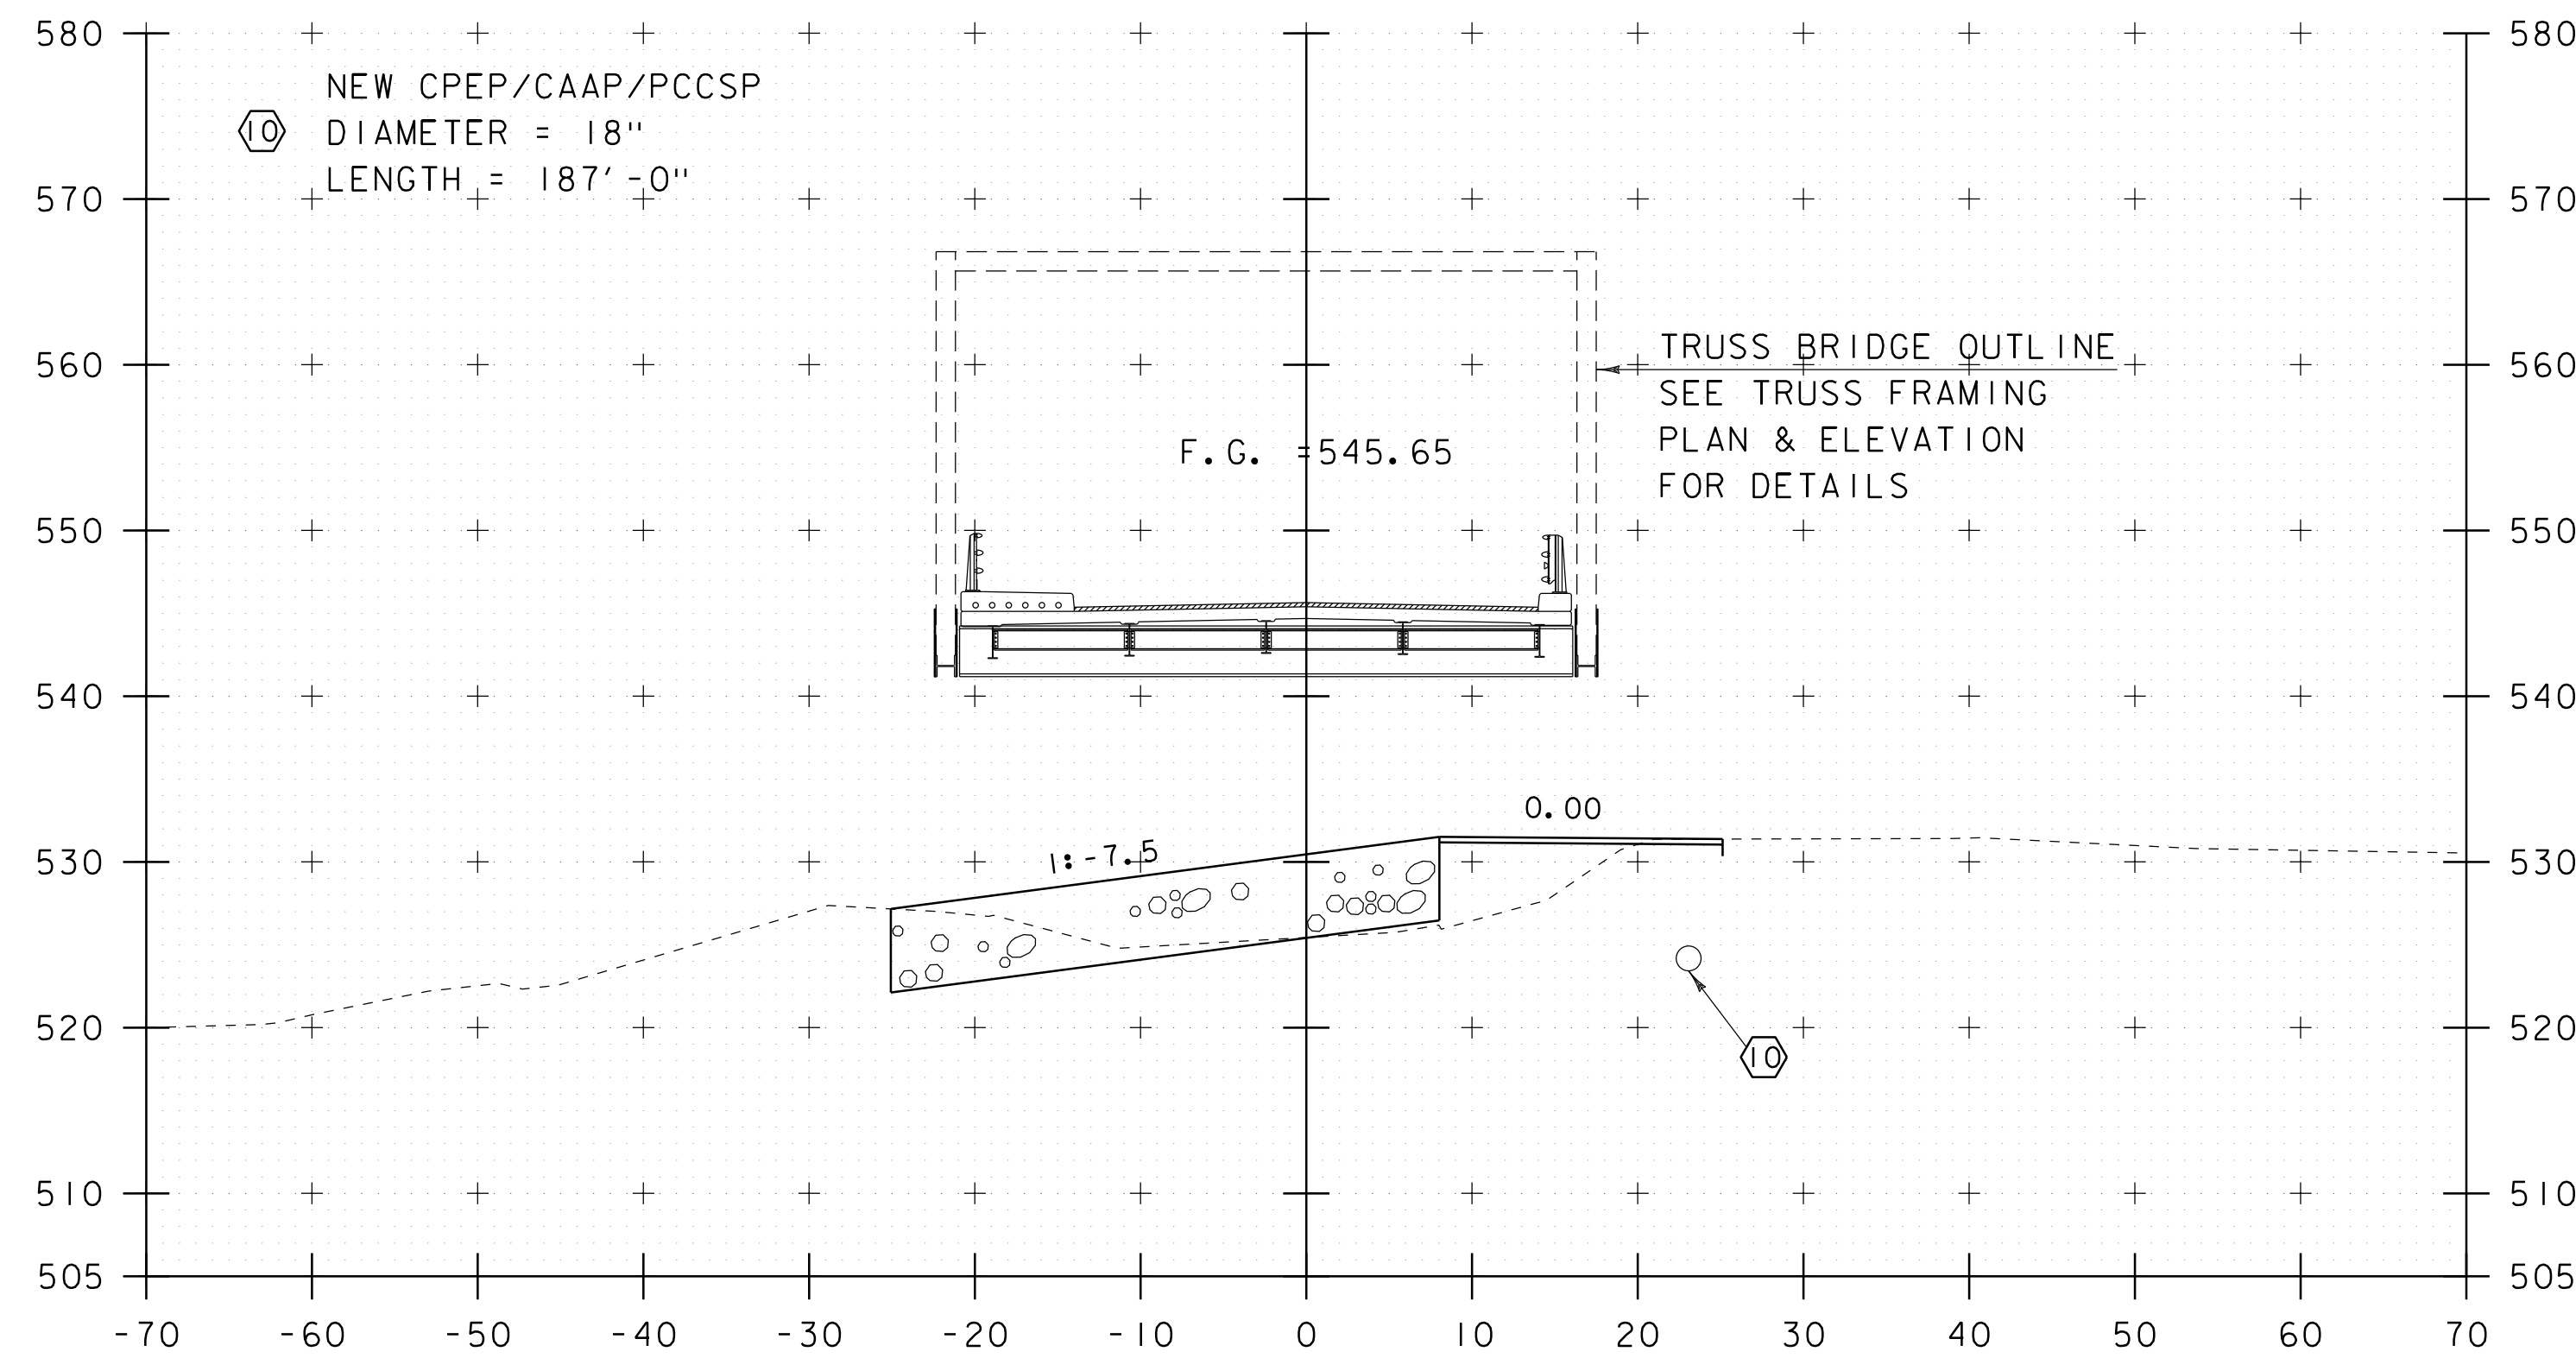 580 580
NEW CPEP/CAAP/PCCSP
10 DIAMETER = 18"
LENGTH = 187'-0"
570 570
TRUSS BRIDGE OUTLINE
560 560
SEE TRUSS FRAMING
PLAN & ELEVATION
F.G. =545.65
FOR DETAILS
550 550
540 540
0.00
1:-7.5
530 530
520 520
10
510 510
505 505
-70 -60 -50 -40 -30 -20 -10 0 10 20 30 40 50 60 70